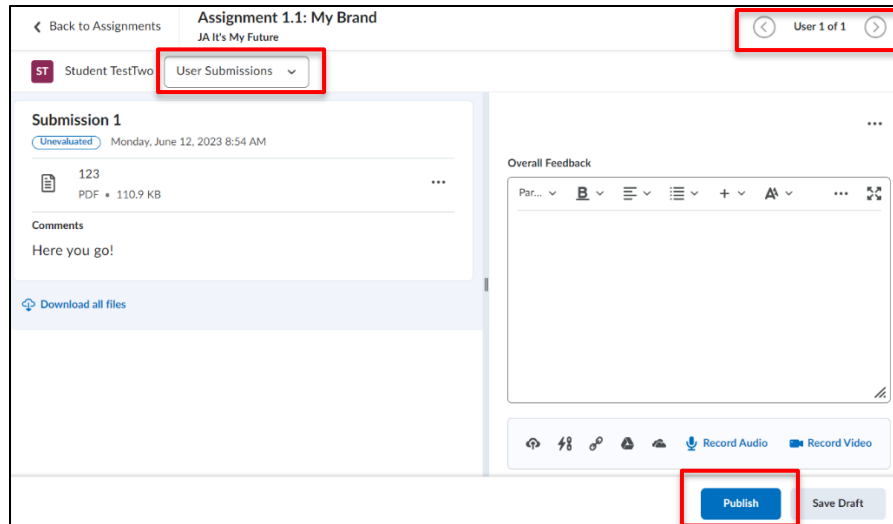 Back to Assignments
Assignment 1.1: My Brand
JA It's My Future
User 1 of 1
ST Student TestTwo User Submissions
Submission 1
Unevaluated Monday, June 12, 2023 8:54 AM
123
PDF • 110.9 KB
Comments
Here you go!
Download all files
Overall Feedback
Par... B A
Record Audio Record Video
Publish Save Draft